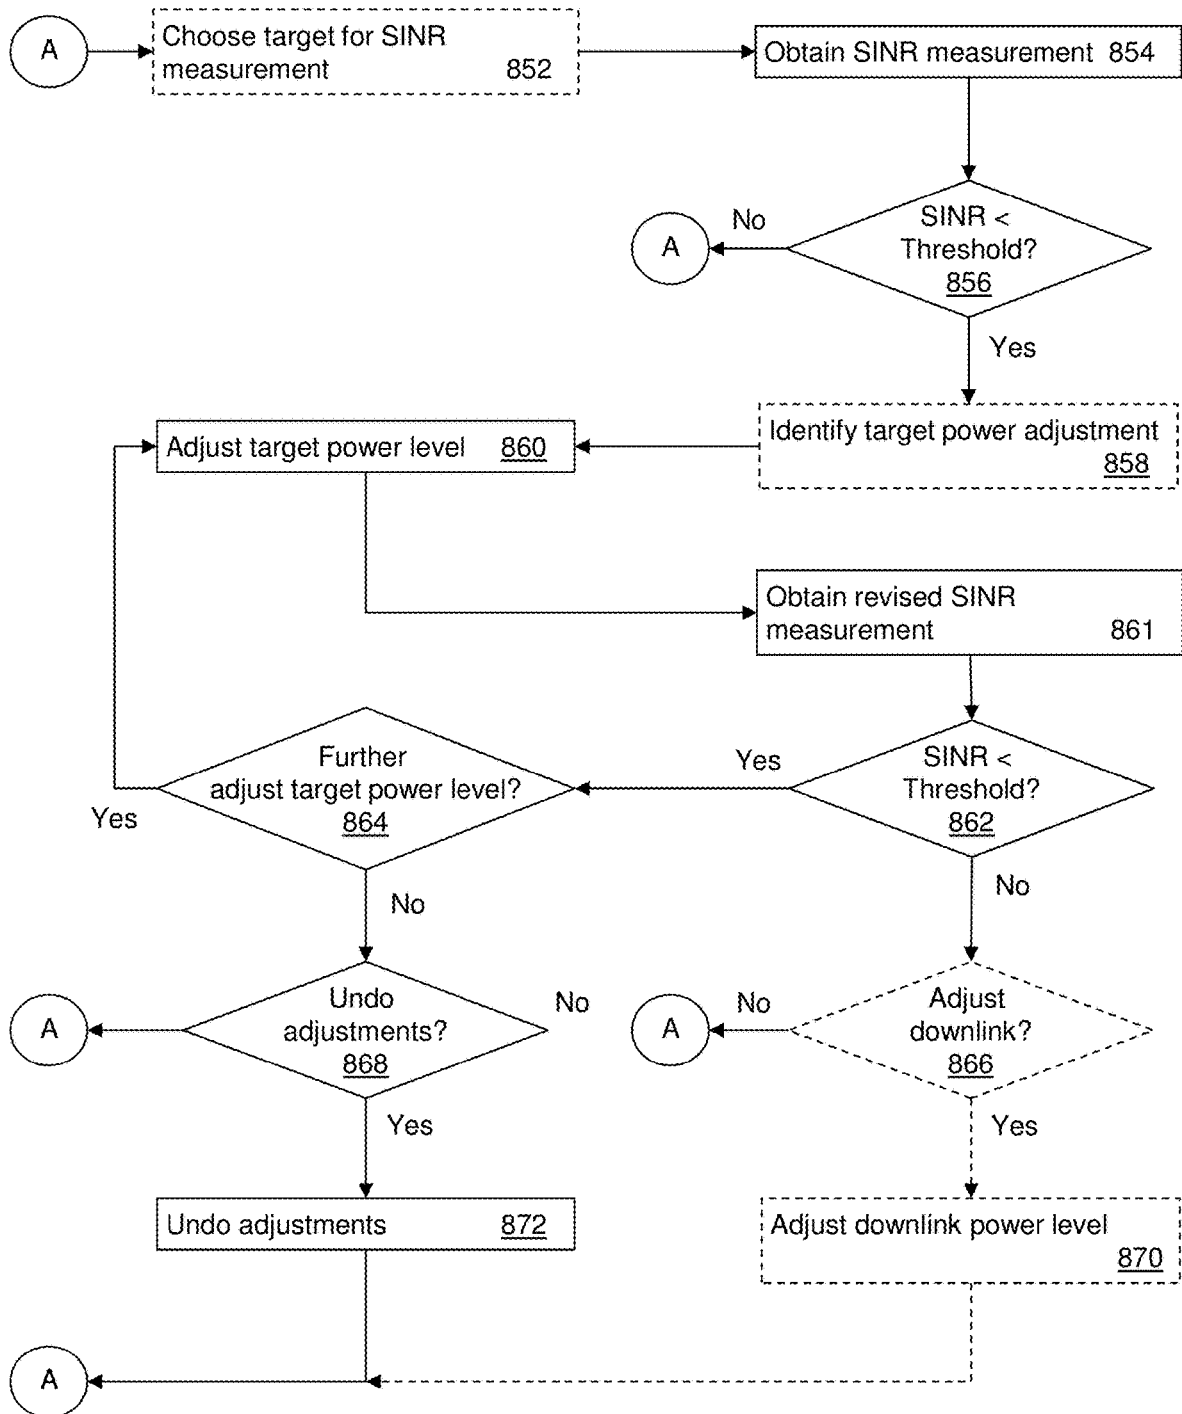 A
Choose target for SINR
measurement 852
Obtain SINR measurement 854
SINR <
Threshold?
856
No
A
Yes
Identify target power adjustment
858
Adjust target power level 860
Obtain revised SINR
measurement 861
SINR <
Threshold?
862
Yes
Further
adjust target power level?
864
Yes
No
No
Undo
adjustments?
868
No
A
Adjust
downlink?
866
No
A
Yes
Yes
Undo adjustments 872
Adjust downlink power level
870
A